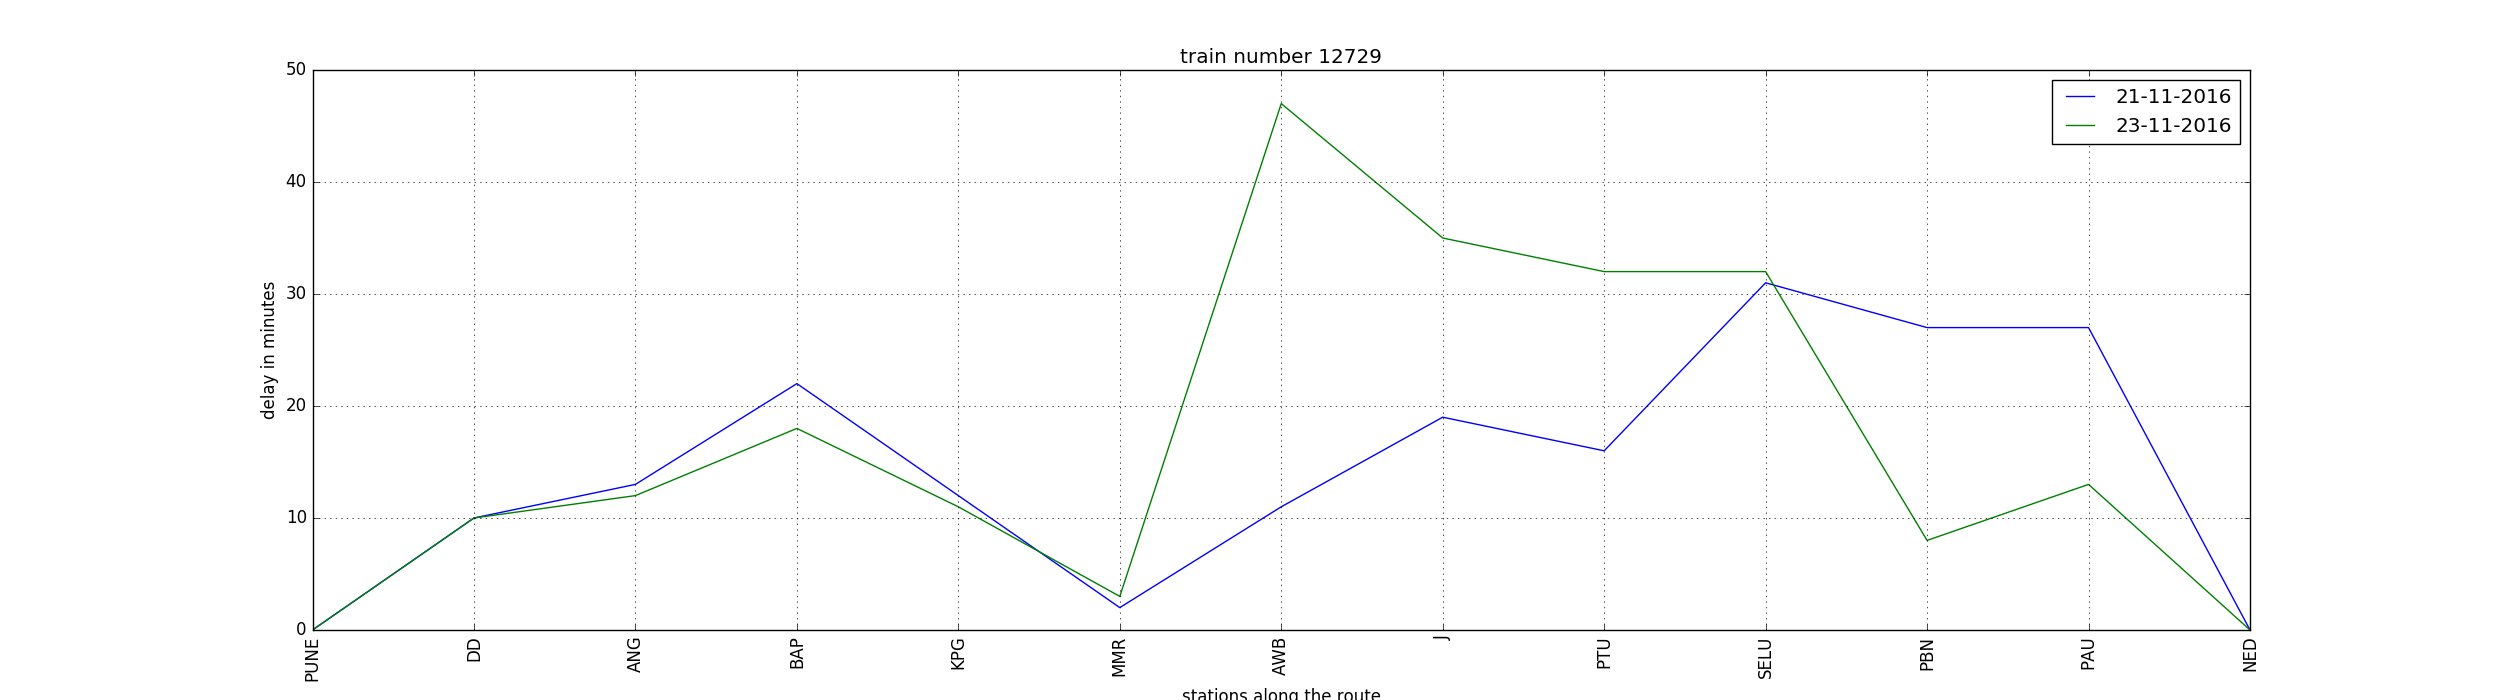 train number 12729
50
40
30
20
10
0
delay in minutes
21-11-2016
23-11-2016
PUNE
DD
ANG
BAP
KPG
MMR
AWB
J
PTU
SELU
PBN
PAU
NED
stations along the route